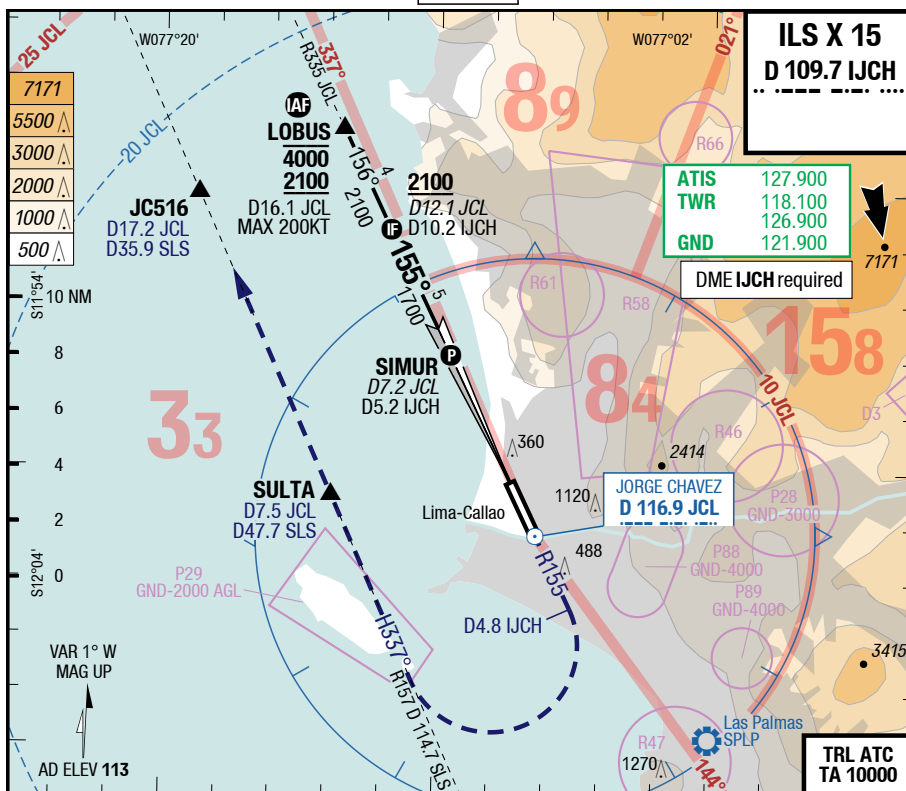 25 JCL
W077°20'
337°
R335 JCL
W077°02'
021°
ILS X 15
D 109.7 IJCH
7171
5500
3000
2000
1000
500
20 JCL
IAF
LOBUS
4000
2100
D16.1 JCL
MAX 200KT
156°
4
2100
2100
D12.1 JCL
D10.2 IJCH
IF
89
R66
ATIS 127.900
TWR 118.100
126.900
GND 121.900
7171
DME IJCH required
JC516
D17.2 JCL
D35.9 SLS
155°
5
1700
R61
R58
S11°54'
10 NM
8
6
4
2
0
S12°04'
SIMUR
D7.2 JCL
D5.2 IJCH
P
33
84
158
10 JCL
D3
R46
360
2414
SULTA
D7.5 JCL
D47.7 SLS
Lima-Callao
1120
JORGE CHAVEZ
D 116.9 JCL
P28
GND-3000
488
P88
GND-4000
P89
GND-4000
P29
GND-2000 AGL
R155
D4.8 IJCH
H337°
R157 D 114.7 SLS
3415
VAR 1° W
MAG UP
AD ELEV 113
Las Palmas
SPLP
R47
1270
144°
TRL ATC
TA 10000